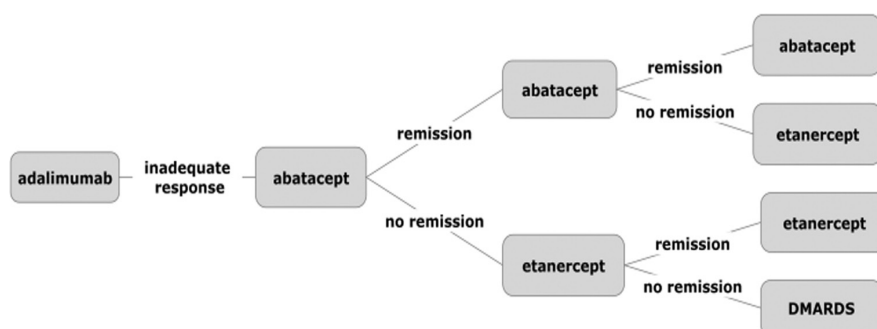 adalimumab
inadequate
response
abatacept
remission
no remission
abatacept
etanercept
remission
no remission
remission
no remission
abatacept
etanercept
etanercept
DMARDS